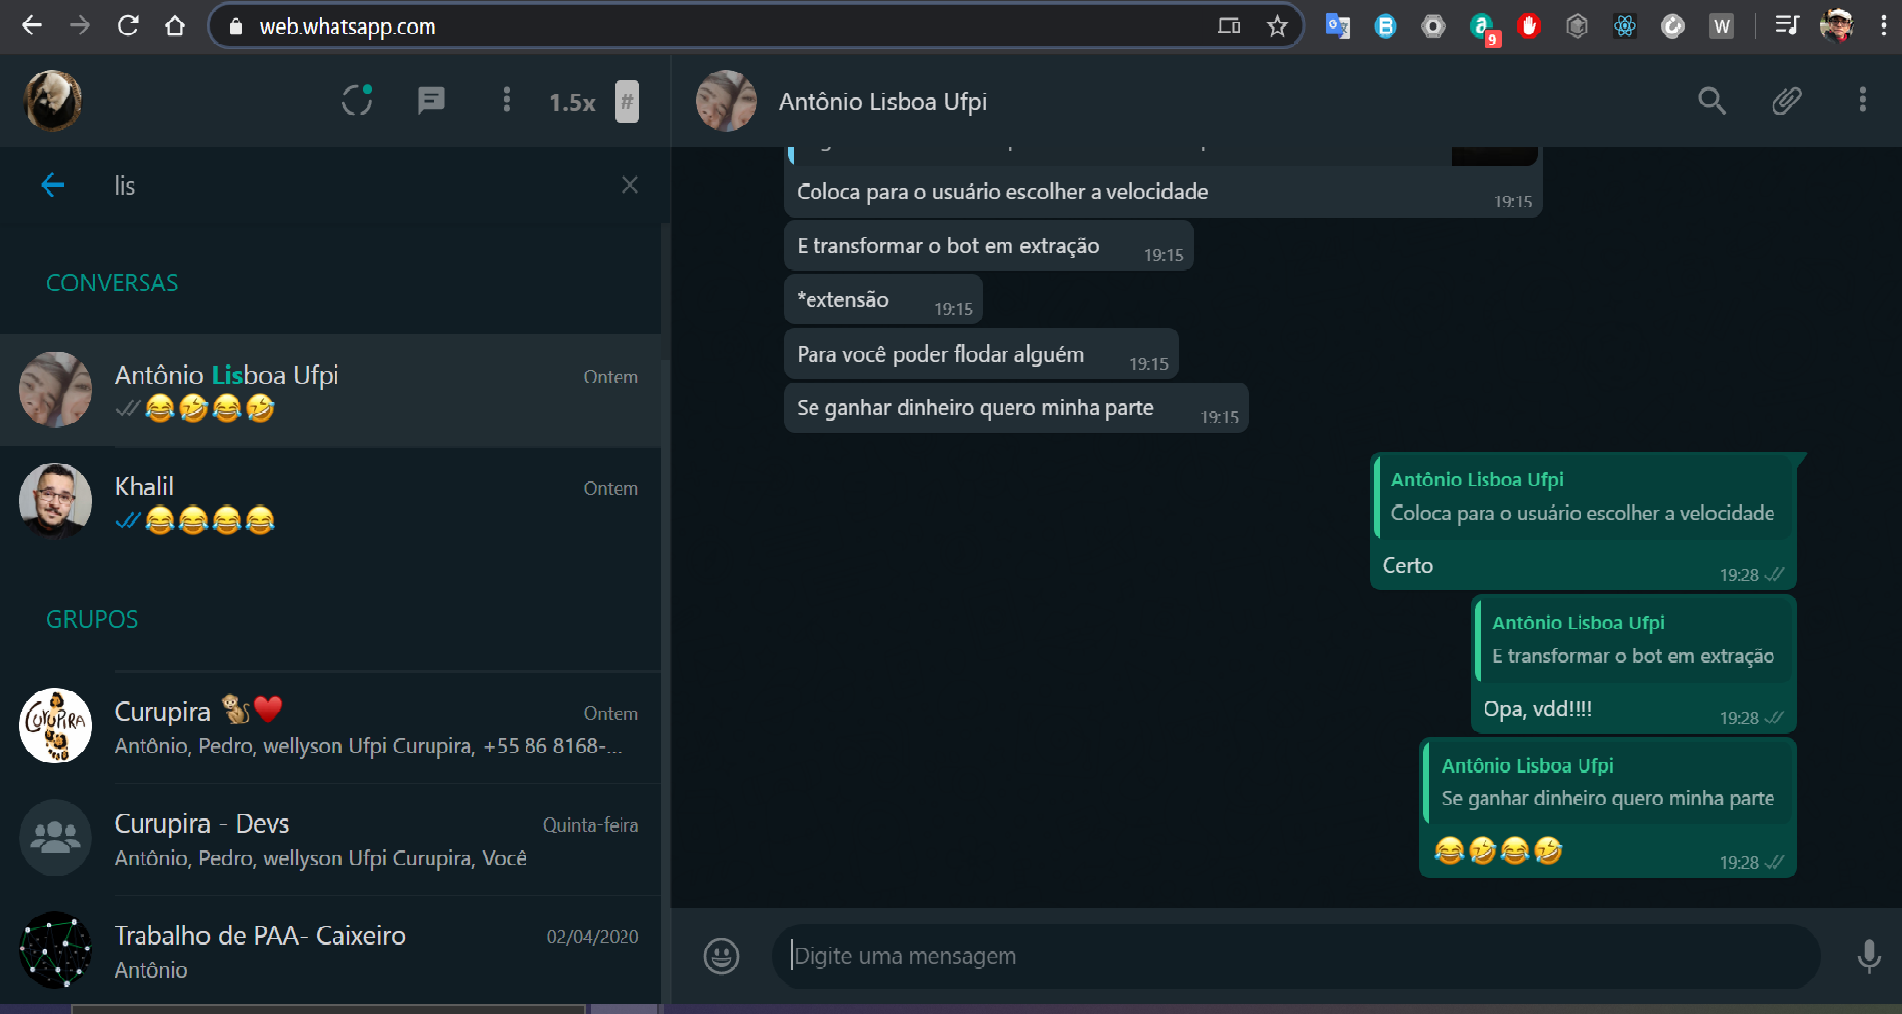 web.whatsapp.com
9
W
1.5x
#
lis
CONVERSAS
Antônio Lisboa Ufpi
Ontem
😂🤣😂🤣
Khalil
Ontem
😂😂😂😂
GRUPOS
CURUPIRA
Curupira 🐒♥
Ontem
Antônio, Pedro, wellyson Ufpi Curupira, +55 86 8168-...
Curupira - Devs
Quinta-feira
Antônio, Pedro, wellyson Ufpi Curupira, Você
Trabalho de PAA- Caixeiro
02/04/2020
Antônio
Antônio Lisboa Ufpi
Coloca para o usuário escolher a velocidade
19:15
E transformar o bot em extração
19:15
*extensão
19:15
Para você poder flodar alguém
19:15
Se ganhar dinheiro quero minha parte
19:15
Antônio Lisboa Ufpi
Coloca para o usuário escolher a velocidade
Certo
19:28
Antônio Lisboa Ufpi
E transformar o bot em extração
Opa, vdd!!!!
19:28
Antônio Lisboa Ufpi
Se ganhar dinheiro quero minha parte
😂🤣😂🤣
19:28
Digite uma mensagem